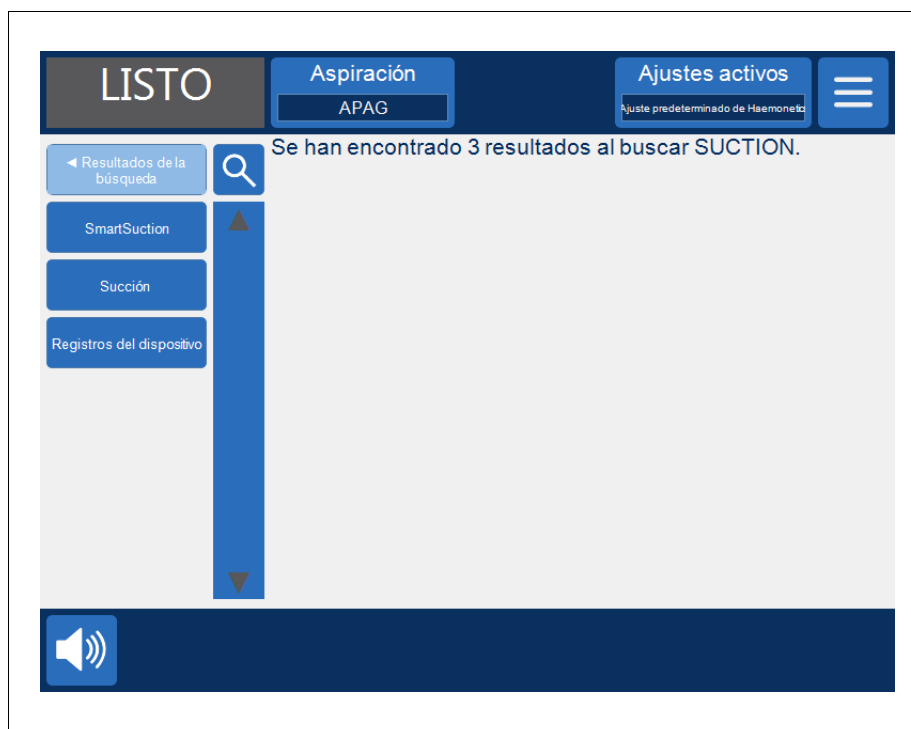 LISTO
Aspiración
APAG
Ajustes activos
Ajuste predeterminado de Haemonetic
Se han encontrado 3 resultados al buscar SUCTION.
◄ Resultados de la
búsqueda
SmartSuction
Succión
Registros del dispositivo